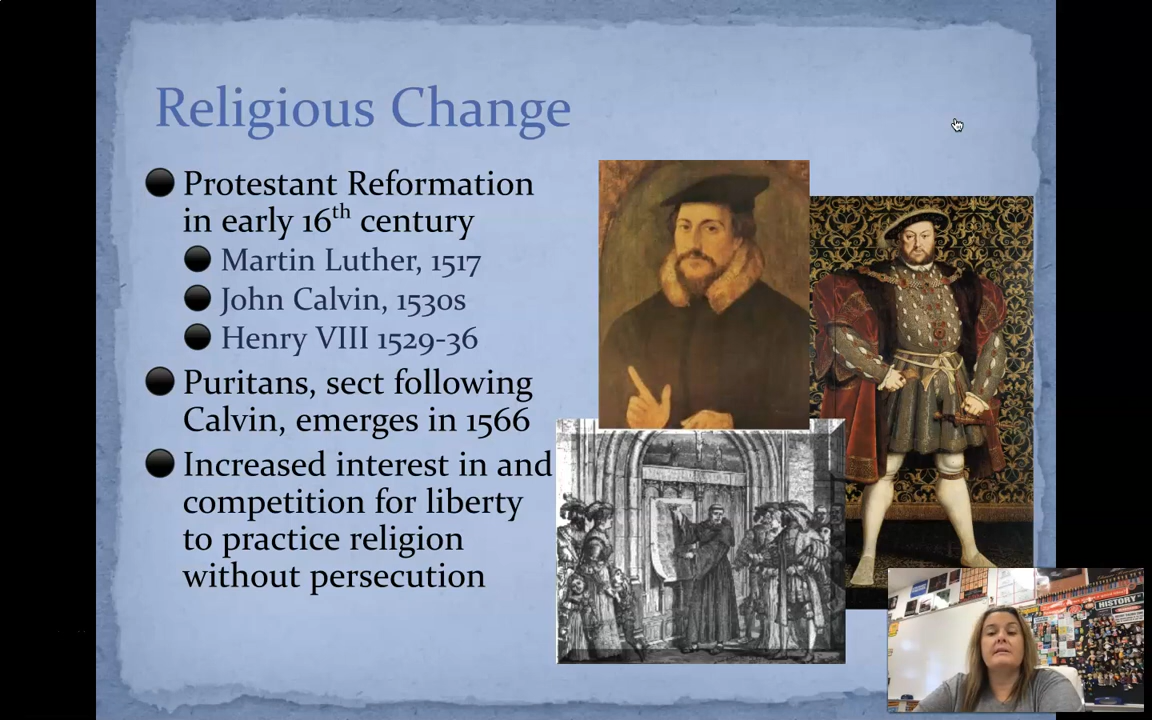 Religious Change
Protestant Reformation
in early 16th century
Martin Luther, 1517
John Calvin, 1530s
Henry VIII 1529-36
Puritans, sect following
Calvin, emerges in 1566
Increased interest in and
competition for liberty
to practice religion
without persecution
HISTORY